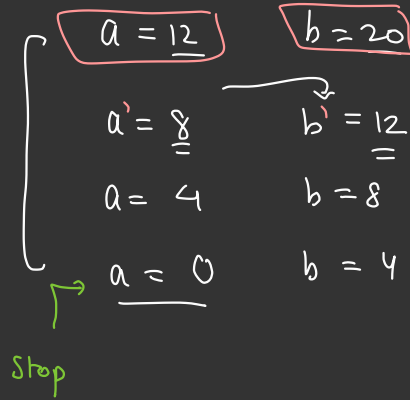 a = 12 b = 20
a' = 8 b' = 12
a = 4 b = 8
a = 0 b = 4
Stop